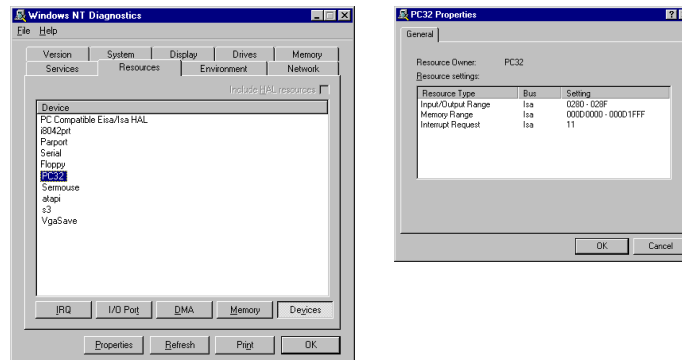 Windows NT Diagnostics
File Help
Version System Display Drives Memory
Services Resources Environment Network
Include HAL resources
Device
PC Compatible Eisa/Isa HAL
i8042prt
Parport
Serial
Floppy
PC32
Sermouse
atapi
s3
VgaSave
IRQ I/O Port DMA Memory Devices
Properties Refresh Print OK
PC32 Properties
General
Resource Owner: PC32
Resource settings:
Resource Type Bus Setting
Input/Output Range Isa 0280 - 028F
Memory Range Isa 000D0000 - 000D1FFF
Interrupt Request Isa 11
OK Cancel